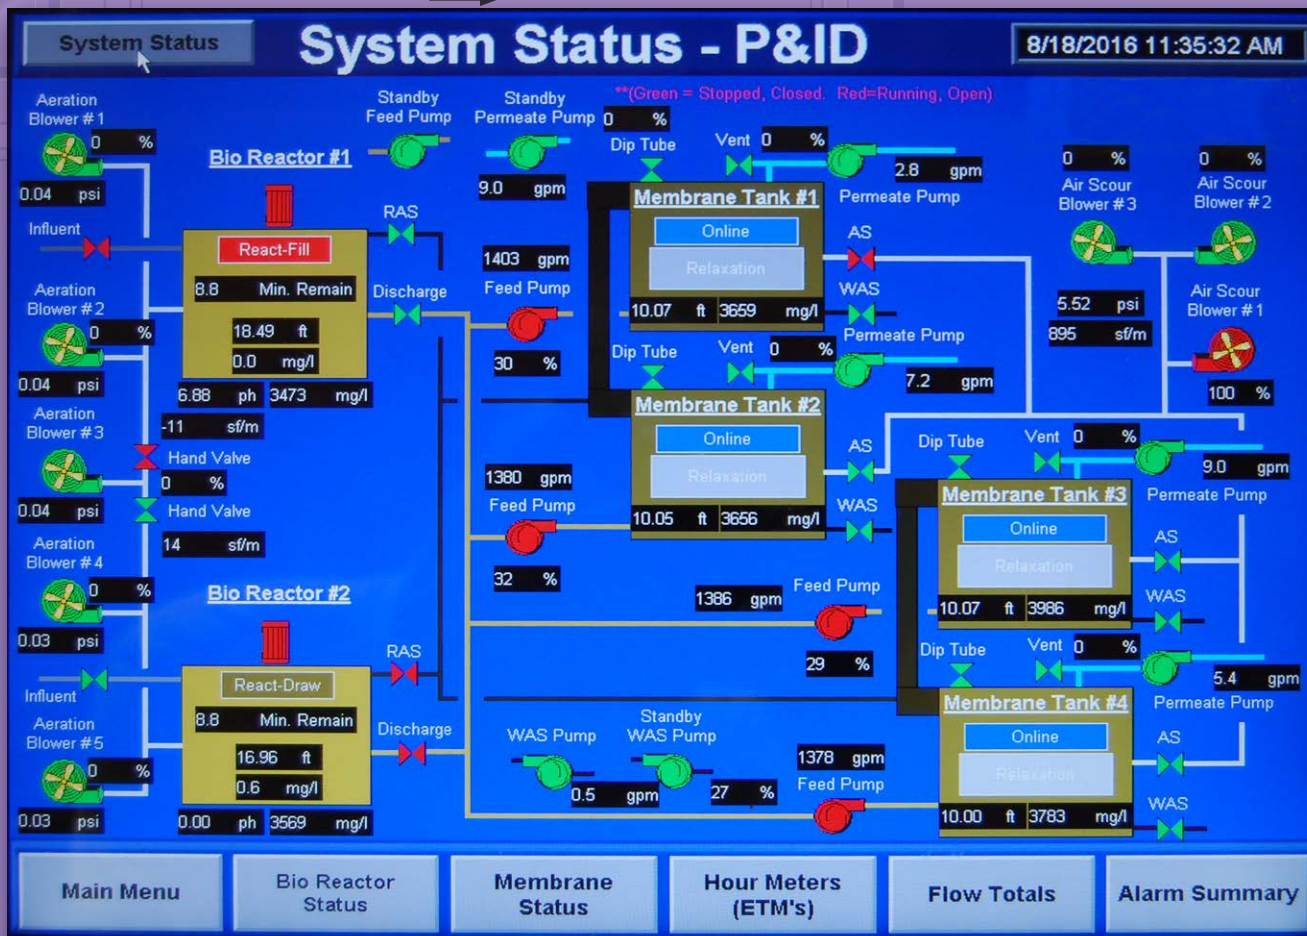 System Status
System Status - P&ID
8/18/2016 11:35:32 AM
**(Green = Stopped, Closed. Red=Running, Open)
Aeration
Blower #1
0 %
0.04 psi
Influent
Aeration
Blower #2
0 %
0.04 psi
Aeration
Blower #3
0.04 psi
Aeration
Blower #4
0 %
0.03 psi
Influent
Aeration
Blower #5
0 %
0.03 psi
Bio Reactor #1
React-Fill
8.8 Min. Remain
18.49 ft
0.0 mg/l
6.88 ph 3473 mg/l
-11 sf/m
Hand Valve
0 %
Hand Valve
14 sf/m
RAS
Discharge
Bio Reactor #2
React-Draw
8.8 Min. Remain
16.96 ft
0.6 mg/l
0.00 ph 3569 mg/l
RAS
Discharge
Standby
Feed Pump
Standby
Permeate Pump
9.0 gpm
0 %
1403 gpm
Feed Pump
30 %
1380 gpm
Feed Pump
32 %
1386 gpm
Feed Pump
29 %
WAS Pump
0.5 gpm
Standby
WAS Pump
27 %
1378 gpm
Feed Pump
Dip Tube
Vent 0 %
2.8 gpm
Permeate Pump
Membrane Tank #1
Online
Relaxation
10.07 ft 3659 mg/l
AS
WAS
Dip Tube
Vent 0 %
Permeate Pump
7.2 gpm
Membrane Tank #2
Online
Relaxation
10.05 ft 3656 mg/l
AS
WAS
0 %
Air Scour
Blower #3
0 %
Air Scour
Blower #2
5.52 psi
895 sf/m
Air Scour
Blower #1
100 %
Dip Tube
Vent 0 %
9.0 gpm
Permeate Pump
Membrane Tank #3
Online
Relaxation
10.07 ft 3986 mg/l
AS
WAS
Dip Tube
Vent 0 %
5.4 gpm
Permeate Pump
Membrane Tank #4
Online
Relaxation
10.00 ft 3783 mg/l
AS
WAS
Main Menu
Bio Reactor
Status
Membrane
Status
Hour Meters
(ETM's)
Flow Totals
Alarm Summary